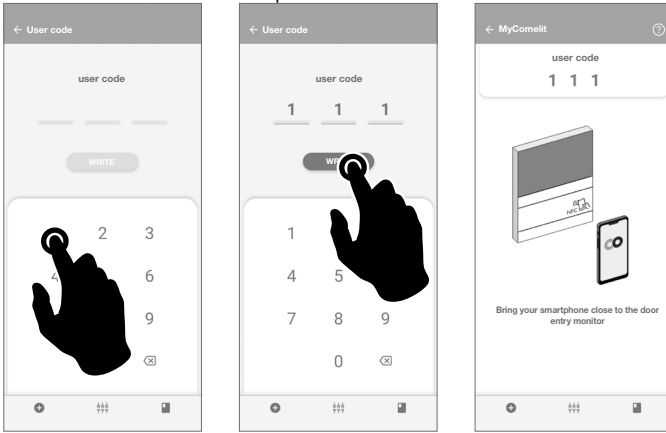 User code
user code
WRITE
2 3
4 6
9
User code
user code
1 1 1
1
4 5
7 8 9
0
MyComelit ?
user code
1 1 1
NFC
Bring your smartphone close to the door
entry monitor